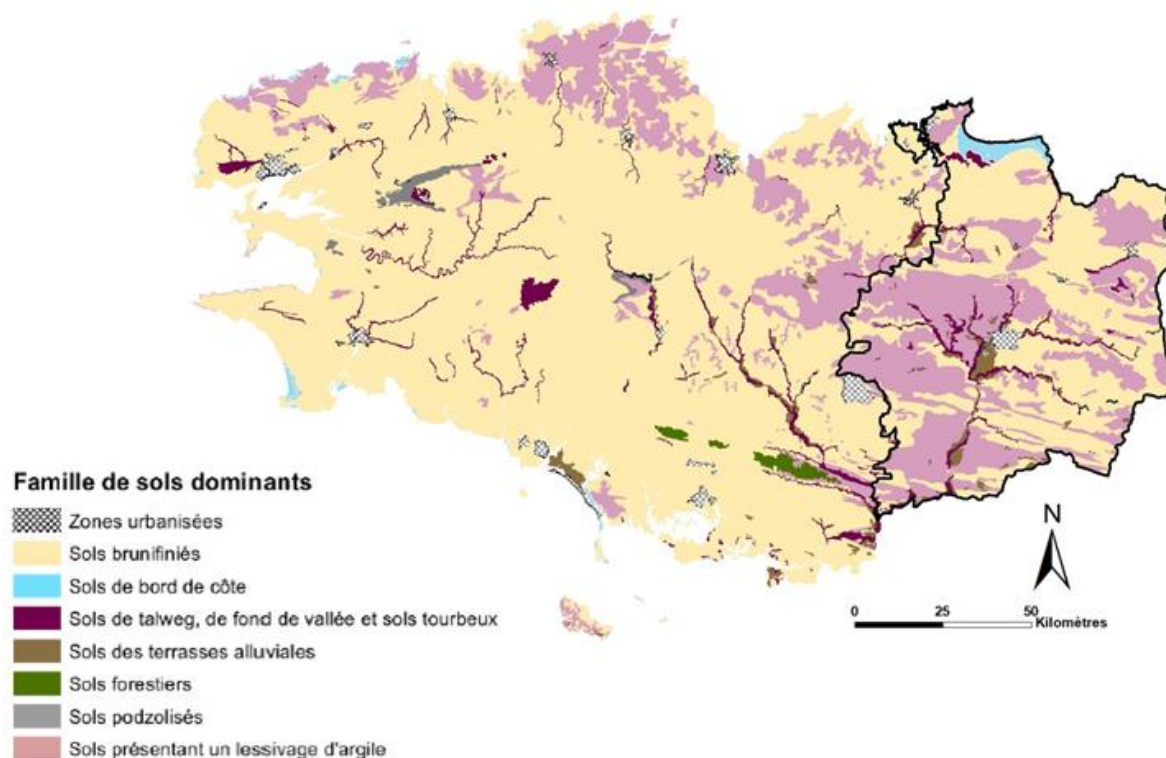 Famille de sols dominants
Zones urbanisées
Sols brunifiniés
Sols de bord de côte
Sols de talweg, de fond de vallée et sols tourbeux
Sols des terrasses alluviales
Sols forestiers
Sols podzolisés
Sols présentant un lessivage d'argile
N
0 25 50
Kilomètres